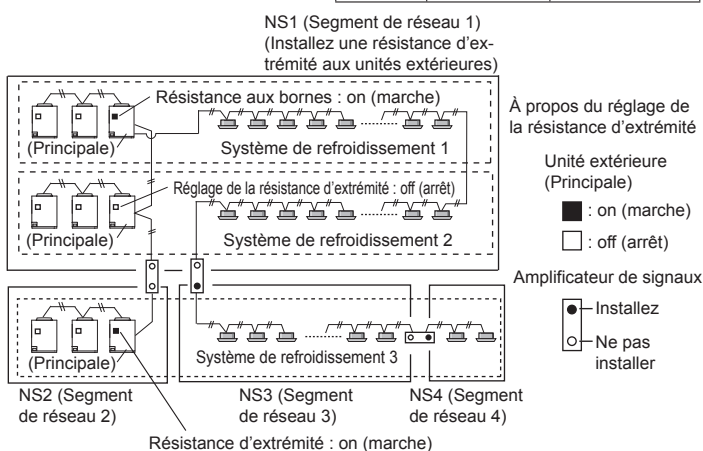 NS1 (Segment de réseau 1)
(Installez une résistance d'ex-
trémité aux unités extérieures)
Résistance aux bornes : on (marche)
(Principale)
Système de refroidissement 1
Réglage de la résistance d'extrémité : off (arrêt)
(Principale)
Système de refroidissement 2
(Principale)
Système de refroidissement 3
NS2 (Segment
de réseau 2)
NS3 (Segment
de réseau 3)
NS4 (Segment
de réseau 4)
Résistance d'extrémité : on (marche)
À propos du réglage de
la résistance d'extrémité
Unité extérieure
(Principale)
: on (marche)
: off (arrêt)
Amplificateur de signaux
Installez
Ne pas
installer